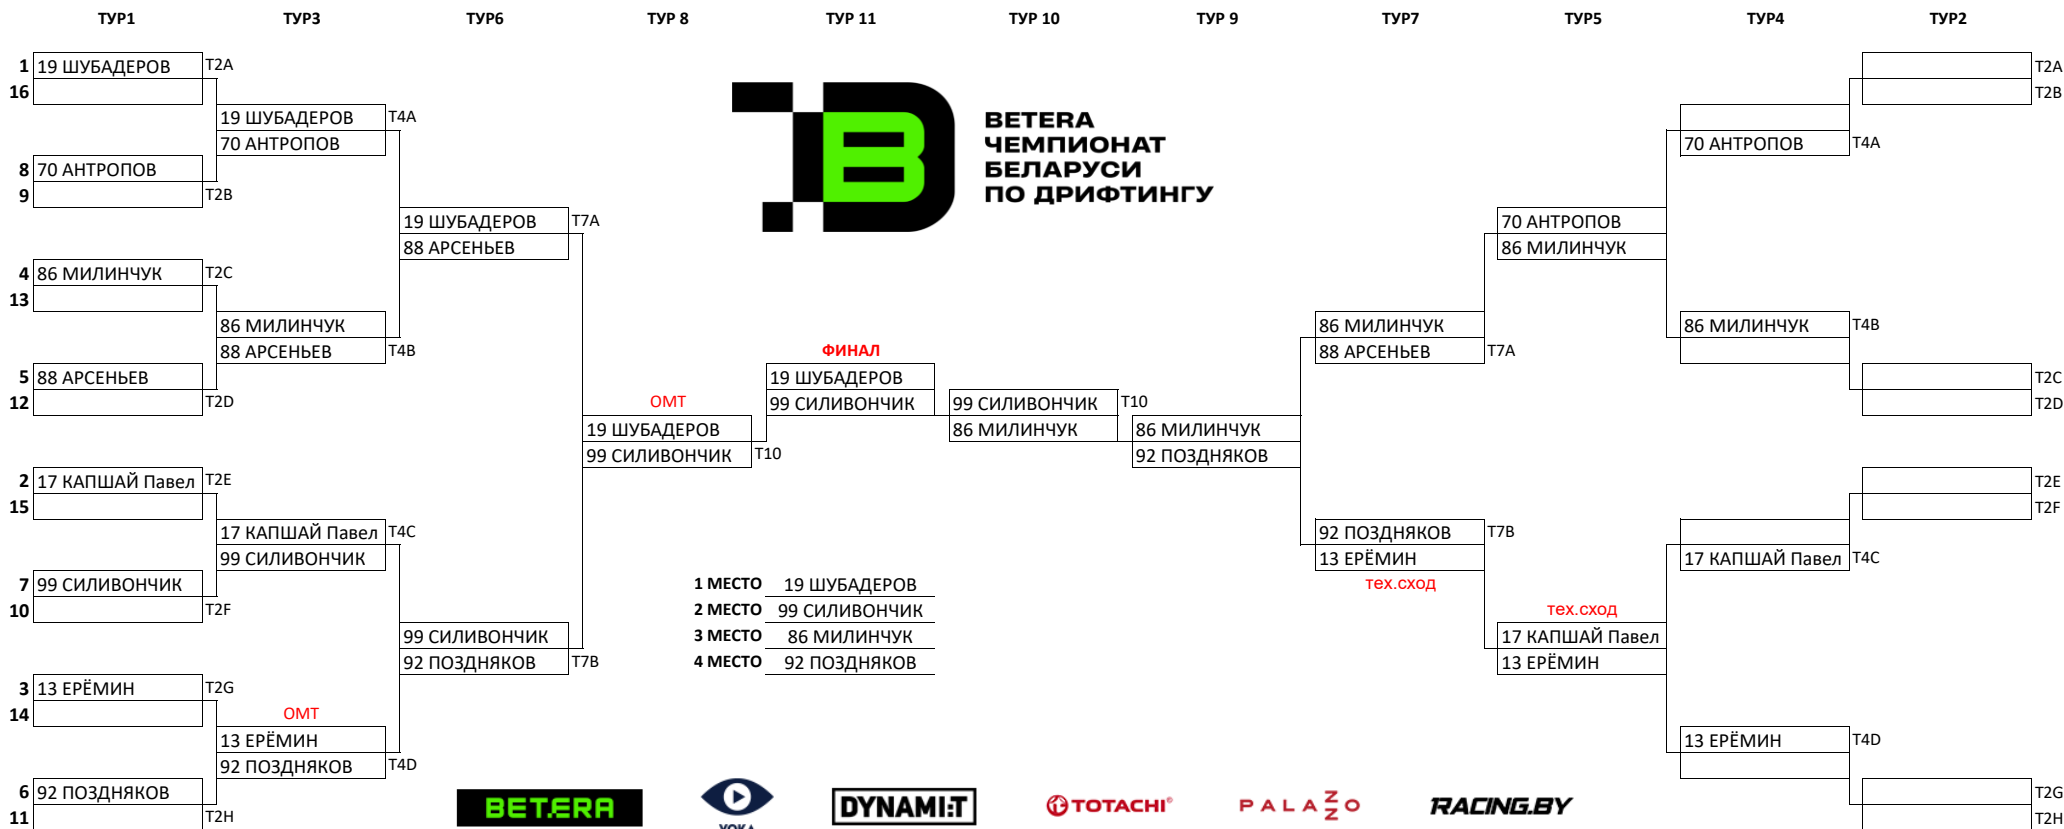 ТУР1 ТУР3 ТУР6 ТУР 8 ТУР 11 ТУР 10 ТУР 9 ТУР7 ТУР5 ТУР4 ТУР2
1 19 ШУБАДЕРОВ T2A T2A
16 T2B
19 ШУБАДЕРОВ T4A
70 АНТРОПОВ 70 АНТРОПОВ T4A
8 70 АНТРОПОВ
9 T2B
BETERA
ЧЕМПИОНАТ
БЕЛАРУСИ
ПО ДРИФТИНГУ
19 ШУБАДЕРОВ T7A 70 АНТРОПОВ
88 АРСЕНЬЕВ 86 МИЛИНЧУК
4 86 МИЛИНЧУК T2C
13
86 МИЛИНЧУК 86 МИЛИНЧУК 86 МИЛИНЧУК T4B
88 АРСЕНЬЕВ T4B ФИНАЛ 88 АРСЕНЬЕВ T7A
5 88 АРСЕНЬЕВ 19 ШУБАДЕРОВ T2C
12 T2D ОМТ 99 СИЛИВОНЧИК 99 СИЛИВОНЧИК T10 T2D
19 ШУБАДЕРОВ 86 МИЛИНЧУК 86 МИЛИНЧУК
99 СИЛИВОНЧИК T10 92 ПОЗДНЯКОВ
2 17 КАПШАЙ Павел T2E T2E
15 T2F
17 КАПШАЙ Павел T4C 92 ПОЗДНЯКОВ T7B
99 СИЛИВОНЧИК 13 ЕРЁМИН 17 КАПШАЙ Павел T4C
7 99 СИЛИВОНЧИК 1 МЕСТО 19 ШУБАДЕРОВ тех.сход
10 T2F 2 МЕСТО 99 СИЛИВОНЧИК тех.сход
99 СИЛИВОНЧИК 3 МЕСТО 86 МИЛИНЧУК 17 КАПШАЙ Павел
92 ПОЗДНЯКОВ T7B 4 МЕСТО 92 ПОЗДНЯКОВ 13 ЕРЁМИН
3 13 ЕРЁМИН T2G
14 ОМТ
13 ЕРЁМИН 13 ЕРЁМИН T4D
92 ПОЗДНЯКОВ T4D
6 92 ПОЗДНЯКОВ T2G
11 T2H T2H
BETERA VOKA DYNAMI:T TOTACHI PALAZZO RACING.BY